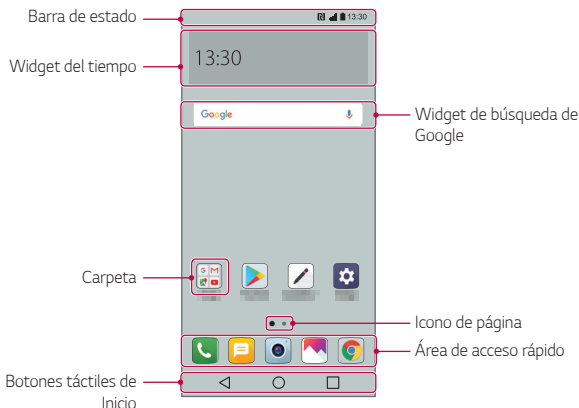 Barra de estado
13:30
Widget del tiempo
13:30
Google
Widget de búsqueda de
Google
Carpeta
Icono de página
Área de acceso rápido
Botones táctiles de
Inicio